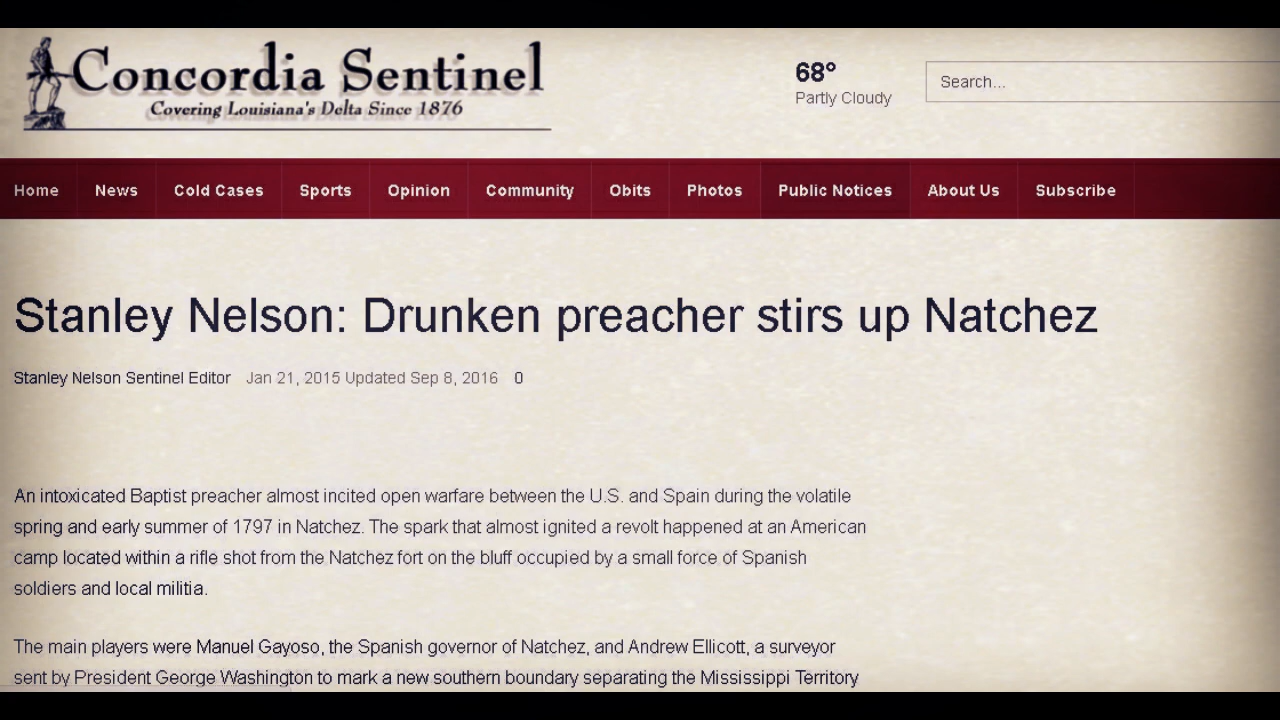 Concordia Sentinel
Covering Louisiana's Delta Since 1876
68°
Partly Cloudy
Search...
Home News Cold Cases Sports Opinion Community Obits Photos Public Notices About Us Subscribe
Stanley Nelson: Drunken preacher stirs up Natchez
Stanley Nelson Sentinel Editor Jan 21, 2015 Updated Sep 8, 2016 0
An intoxicated Baptist preacher almost incited open warfare between the U.S. and Spain during the volatile
spring and early summer of 1797 in Natchez. The spark that almost ignited a revolt happened at an American
camp located within a rifle shot from the Natchez fort on the bluff occupied by a small force of Spanish
soldiers and local militia.
The main players were Manuel Gayoso, the Spanish governor of Natchez, and Andrew Ellicott, a surveyor
sent by President George Washington to mark a new southern boundary separating the Mississippi Territory